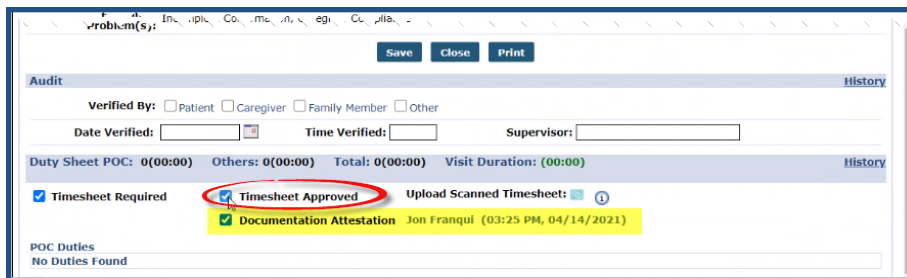 Problem(s):
Save Close Print
Audit History
Verified By: Patient Caregiver Family Member Other
Date Verified: Time Verified: Supervisor:
Duty Sheet POC: 0(00:00) Others: 0(00:00) Total: 0(00:00) Visit Duration: (00:00) History
Timesheet Required Timesheet Approved Upload Scanned Timesheet:
Documentation Attestation Jon Franqui (03:25 PM, 04/14/2021)
POC Duties
No Duties Found